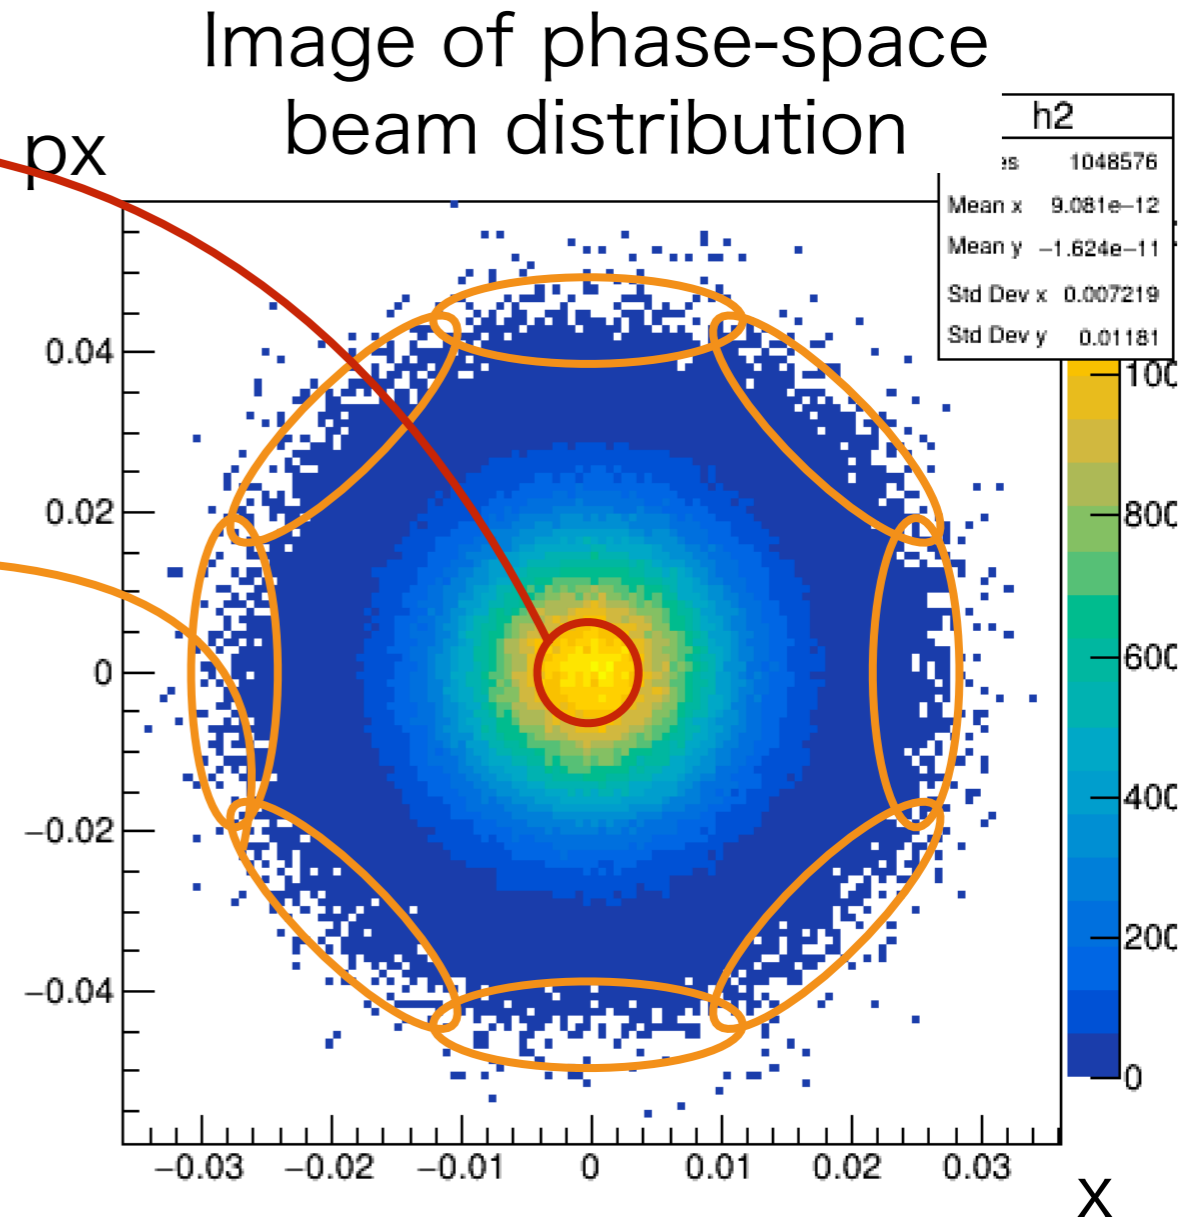 Image of phase-space
beam distribution
px
h2
1048576
Mean x 9.081e−12
Mean y −1.624e−11
Std Dev x 0.007219
Std Dev y 0.01181
0.04
0.02
0
−0.02
−0.04
800
600
400
200
0
−0.03 −0.02 −0.01 0 0.01 0.02 0.03
x